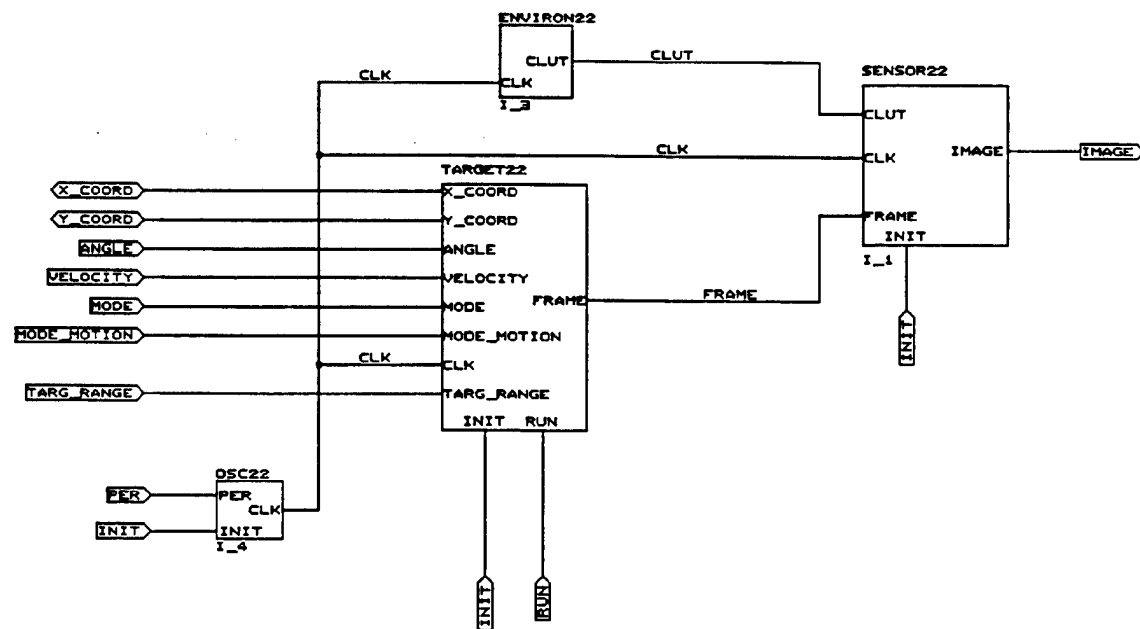 ENVIRON22
CLUT
CLK
I_3
CLK
CLUT
SENSOR22
CLUT
CLK
IMAGE
FRAME
INIT
I_1
IMAGE
CLK
INIT
TARGET22
X_COORD
Y_COORD
ANGLE
VELOCITY
MODE
MODE_MOTION
TARG_RANGE
X_COORD
Y_COORD
ANGLE
VELOCITY
FRAME
MODE
MODE_MOTION
CLK
TARG_RANGE
INIT RUN
CLK
FRAME
OSC22
PER
CLK
INIT
I_4
PER
INIT
INIT
RUN